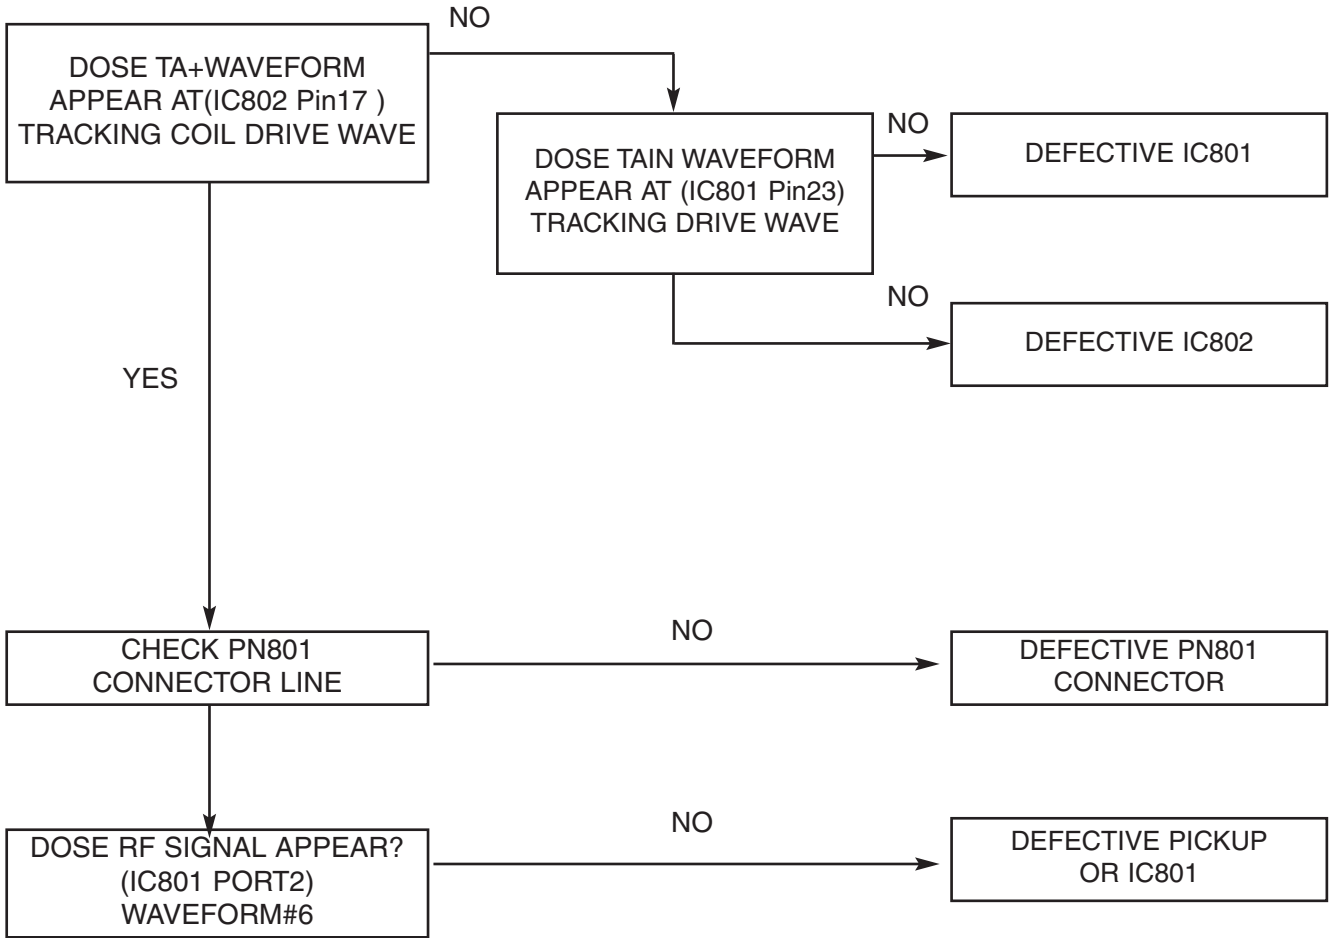 NO
DOSE TA+WAVEFORM
APPEAR AT(IC802 Pin17 )
TRACKING COIL DRIVE WAVE
DOSE TAIN WAVEFORM
APPEAR AT (IC801 Pin23)
TRACKING DRIVE WAVE
NO
DEFECTIVE IC801
NO
DEFECTIVE IC802
YES
CHECK PN801
CONNECTOR LINE
NO
DEFECTIVE PN801
CONNECTOR
DOSE RF SIGNAL APPEAR?
(IC801 PORT2)
WAVEFORM#6
NO
DEFECTIVE PICKUP
OR IC801